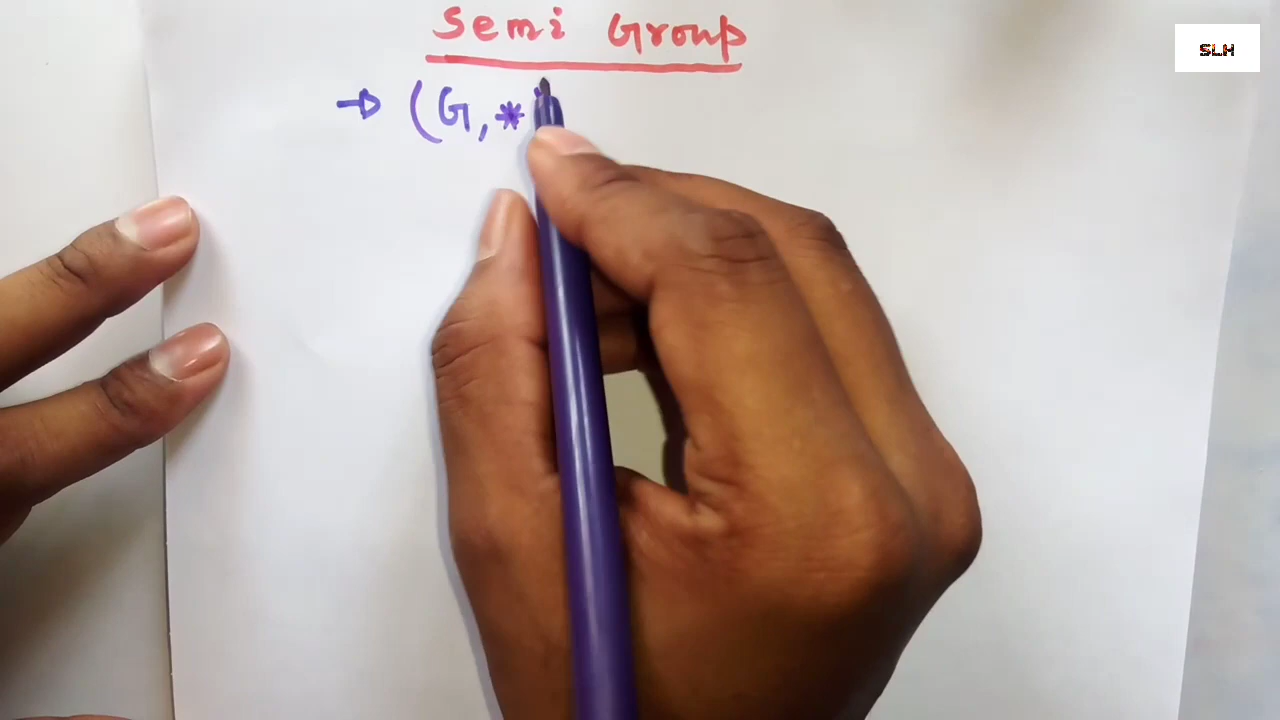 Semi Group
SLH
→ (G, *